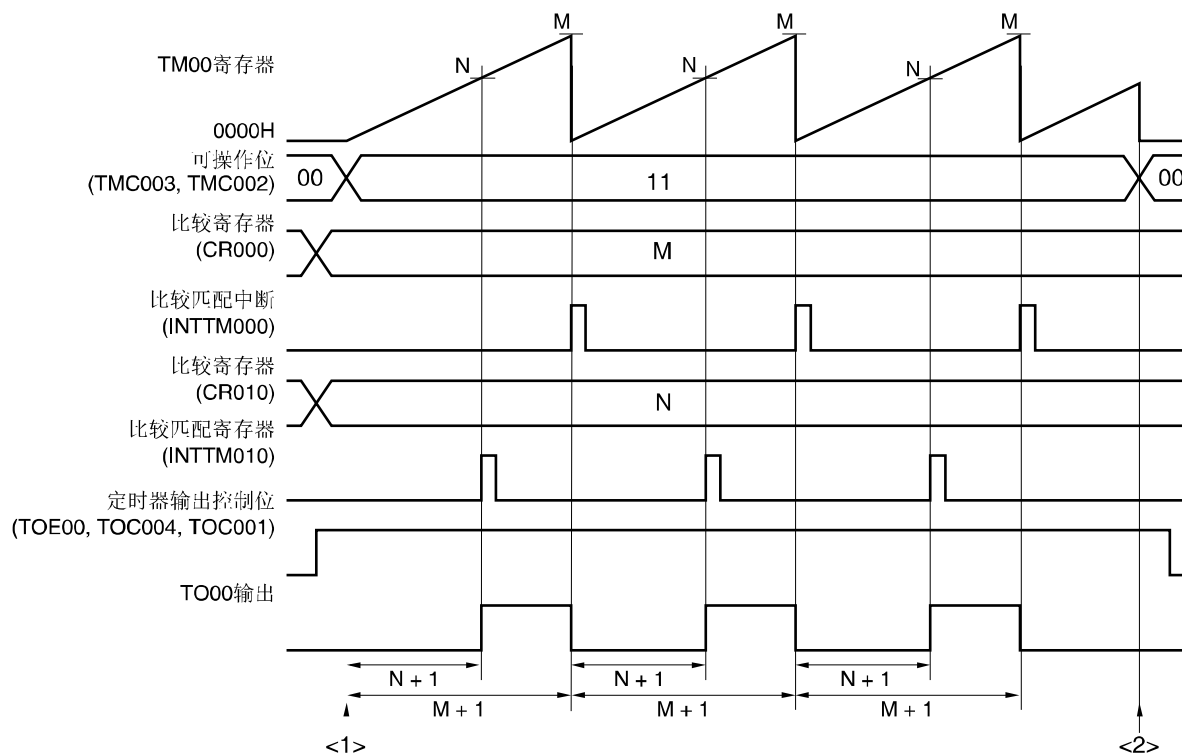 M
M
M
TM00寄存器
N
N
N
0000H
可操作位
(TMC003, TMC002)
00
11
00
比较寄存器
(CR000)
M
比较匹配中断
(INTTM000)
比较寄存器
(CR010)
N
比较匹配寄存器
(INTTM010)
定时器输出控制位
(TOE00, TOC004, TOC001)
TO00输出
N + 1
N + 1
N + 1
M + 1
M + 1
M + 1
<1>
<2>